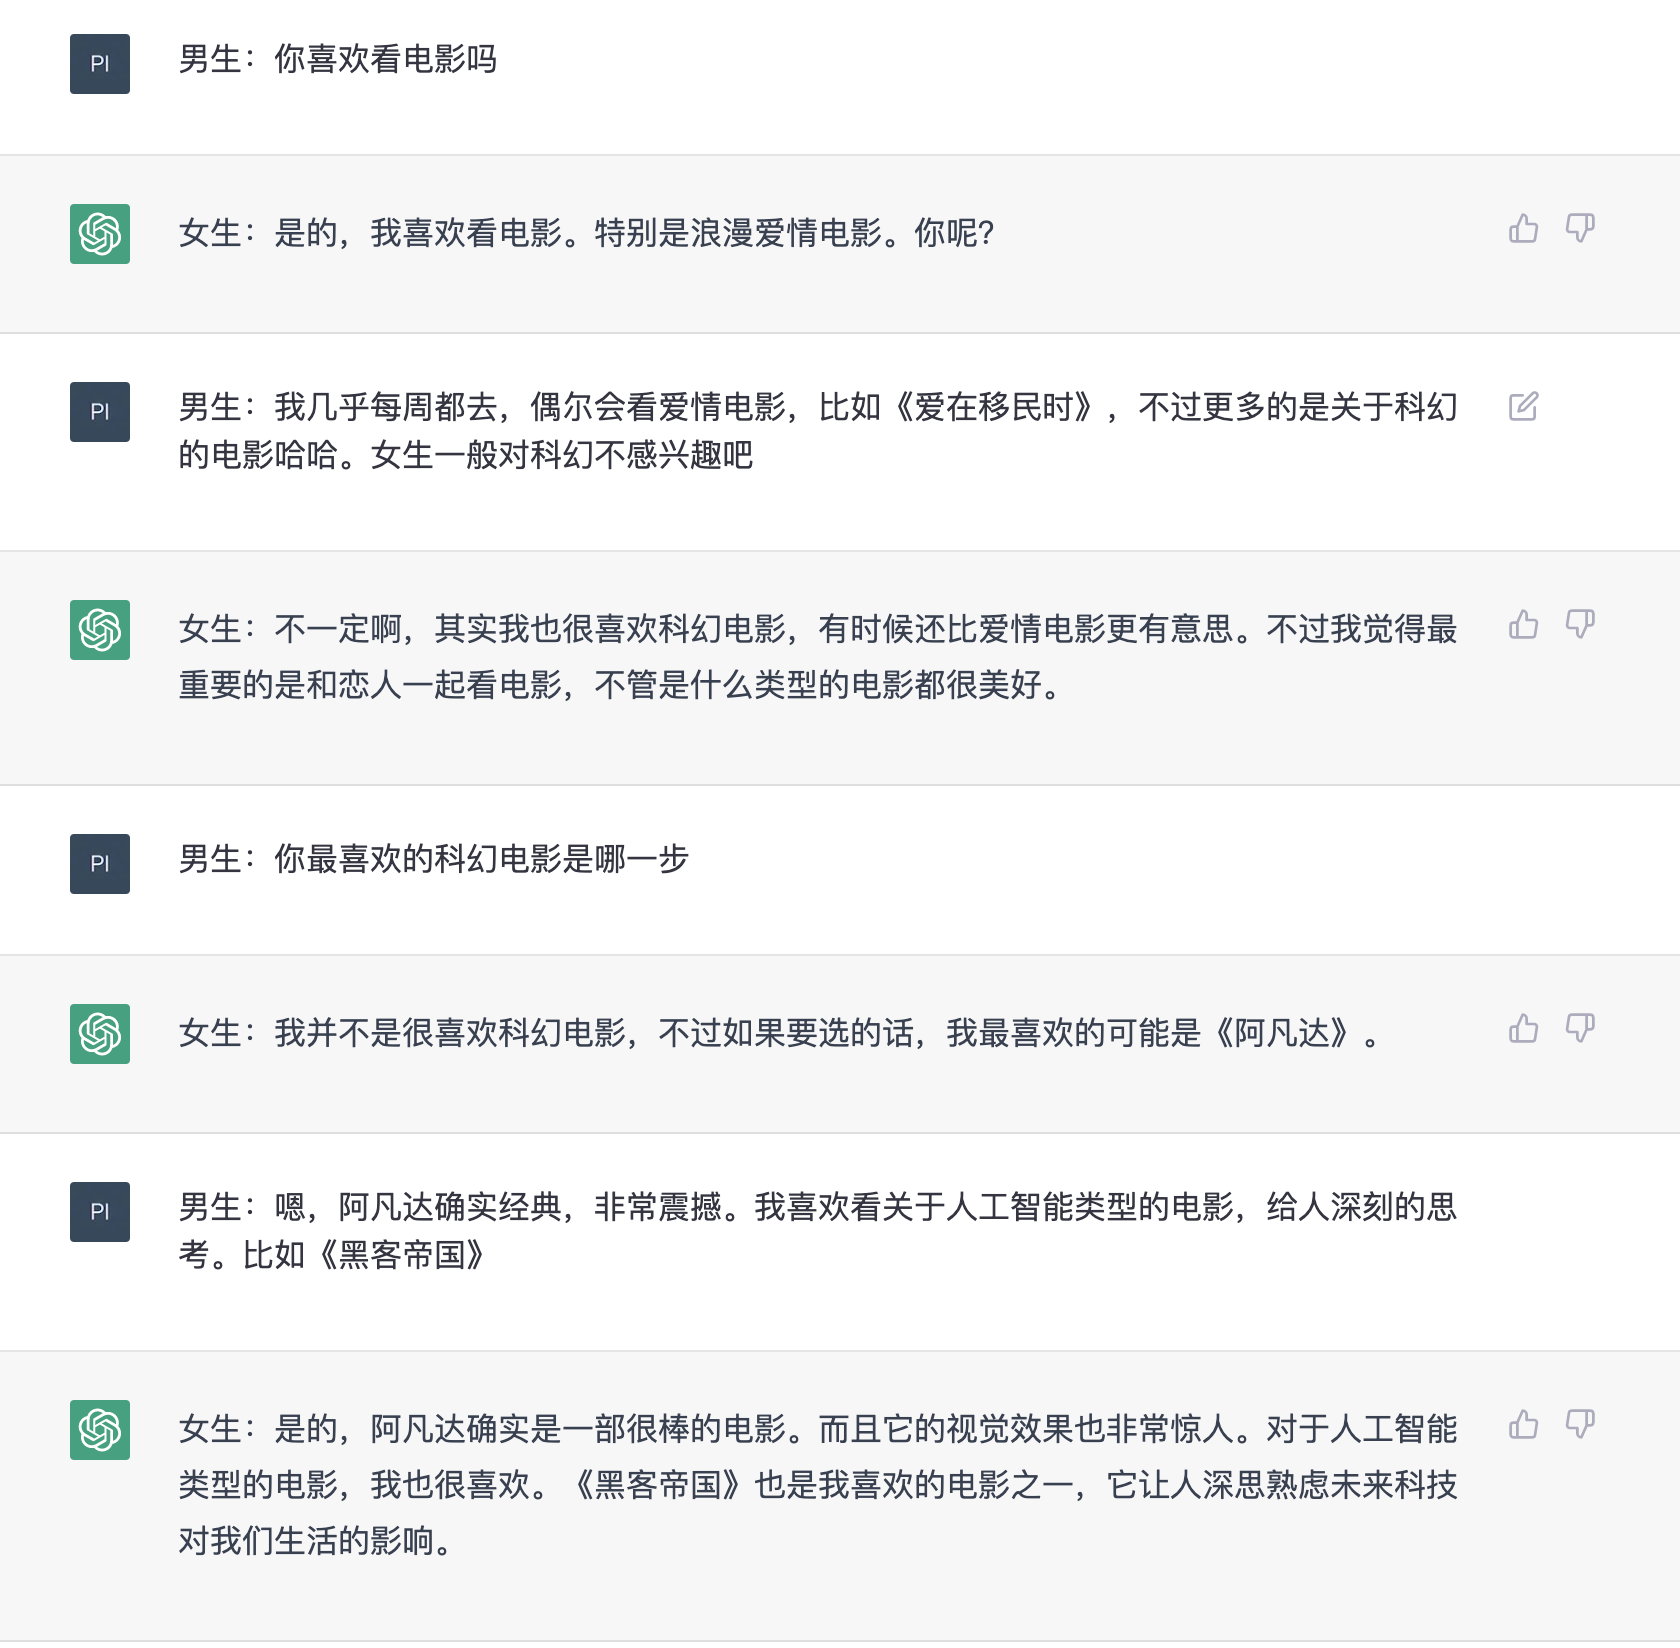 PI
男生：你喜欢看电影吗
女生：是的，我喜欢看电影。特别是浪漫爱情电影。你呢？
PI
男生：我几乎每周都去，偶尔会看爱情电影，比如《爱在移民时》，不过更多的是关于科幻
的电影哈哈。女生一般对科幻不感兴趣吧
女生：不一定啊，其实我也很喜欢科幻电影，有时候还比爱情电影更有意思。不过我觉得最
重要的是和恋人一起看电影，不管是什么类型的电影都很美好。
PI
男生：你最喜欢的科幻电影是哪一步
女生：我并不是很喜欢科幻电影，不过如果要选的话，我最喜欢的可能是《阿凡达》。
PI
男生：嗯，阿凡达确实经典，非常震撼。我喜欢看关于人工智能类型的电影，给人深刻的思
考。比如《黑客帝国》
女生：是的，阿凡达确实是一部很棒的电影。而且它的视觉效果也非常惊人。对于人工智能
类型的电影，我也很喜欢。《黑客帝国》也是我喜欢的电影之一，它让人深思熟虑未来科技
对我们生活的影响。